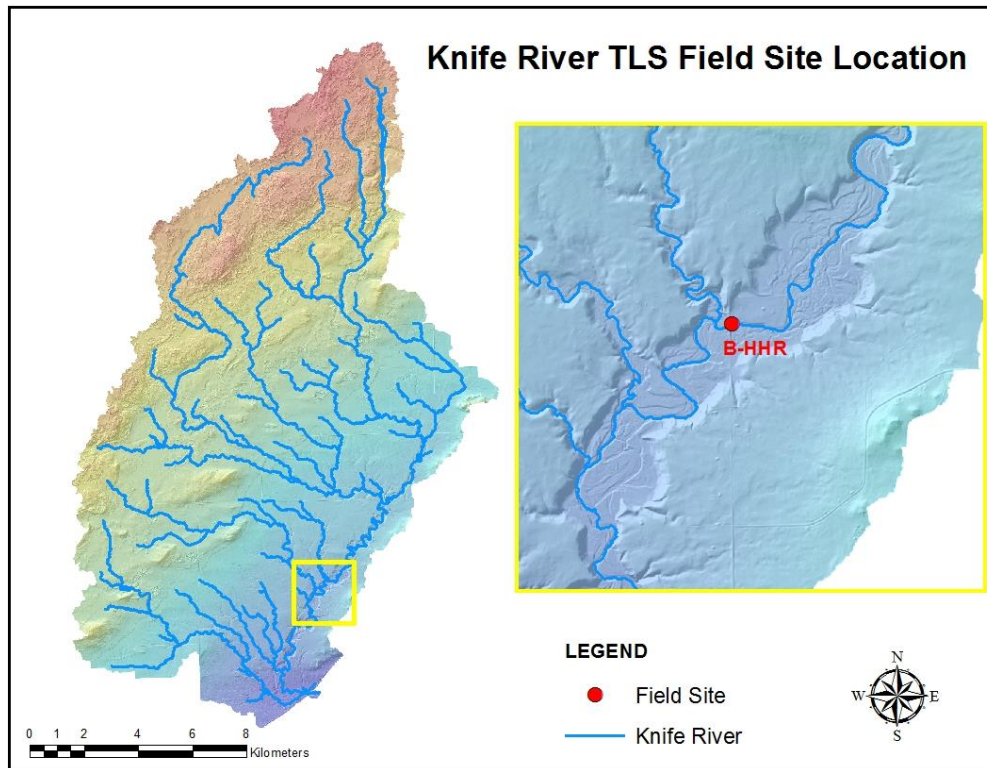 Knife River TLS Field Site Location
B-HHR
LEGEND
Field Site
Knife River
N
W E
S
0 1 2 4 6 8
Kilometers